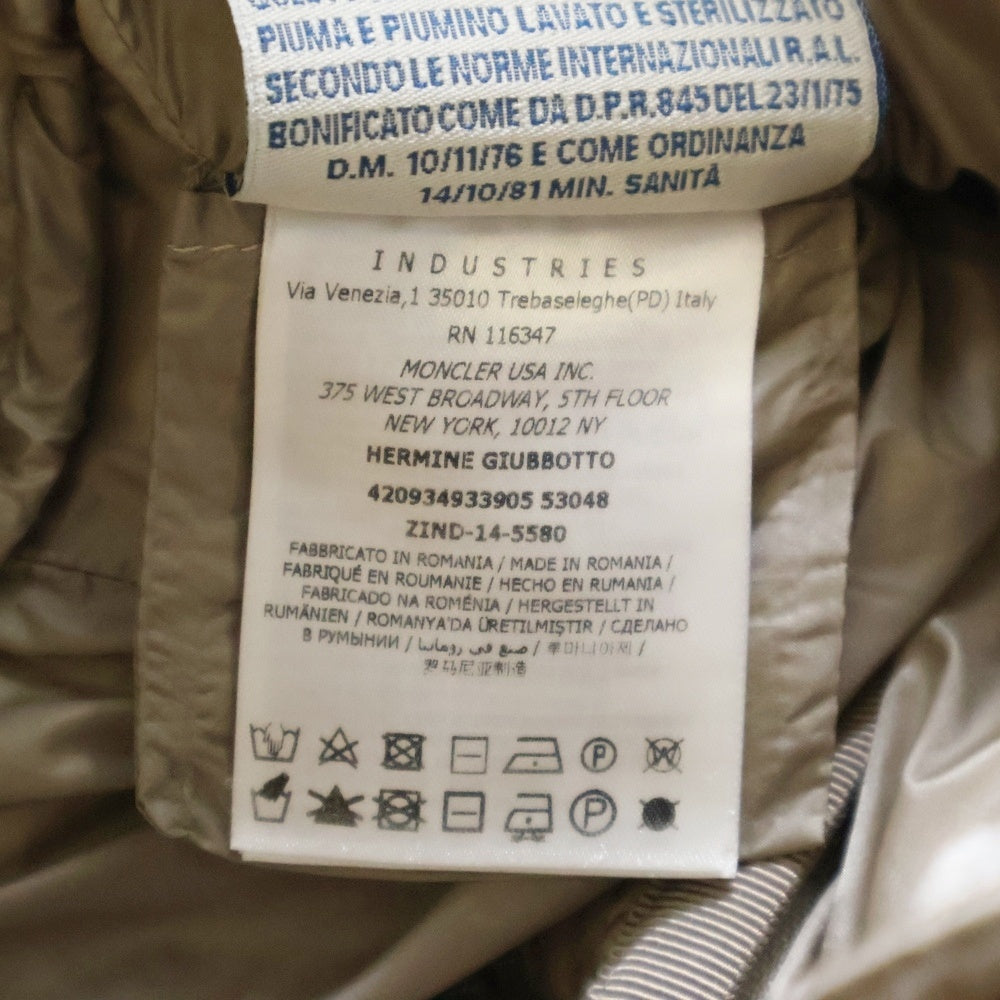 PIUMA E PIUMINO LAVATO E STERILIZZATO
SECONDO LE NORME INTERNAZIONALI R.A.L.
BONIFICATO COME DA D.P.R. 845 DEL 23/1/75
D.M. 10/11/76 E COME ORDINANZA
14/10/81 MIN. SANITÀ
INDUSTRIES
Via Venezia,1 35010 Trebaseleghe(PD) Italy
RN 116347
MONCLER USA INC.
375 WEST BROADWAY, 5TH FLOOR
NEW YORK, 10012 NY
HERMINE GIUBBOTTO
420934933905 53048
ZIND-14-5580
FABBRICATO IN ROMANIA / MADE IN ROMANIA /
FABRIQUÉ EN ROUMANIE / HECHO EN RUMANIA /
FABRICADO NA ROMÉNIA / HERGESTELLT IN
RUMÄNIEN / ROMANYA'DA ÜRETILMIŞTIR / СДЕЛАНО
В РУМЫНИИ / صنع في رومانيا / 루마니아제 /
罗马尼亚制造
P
W
P